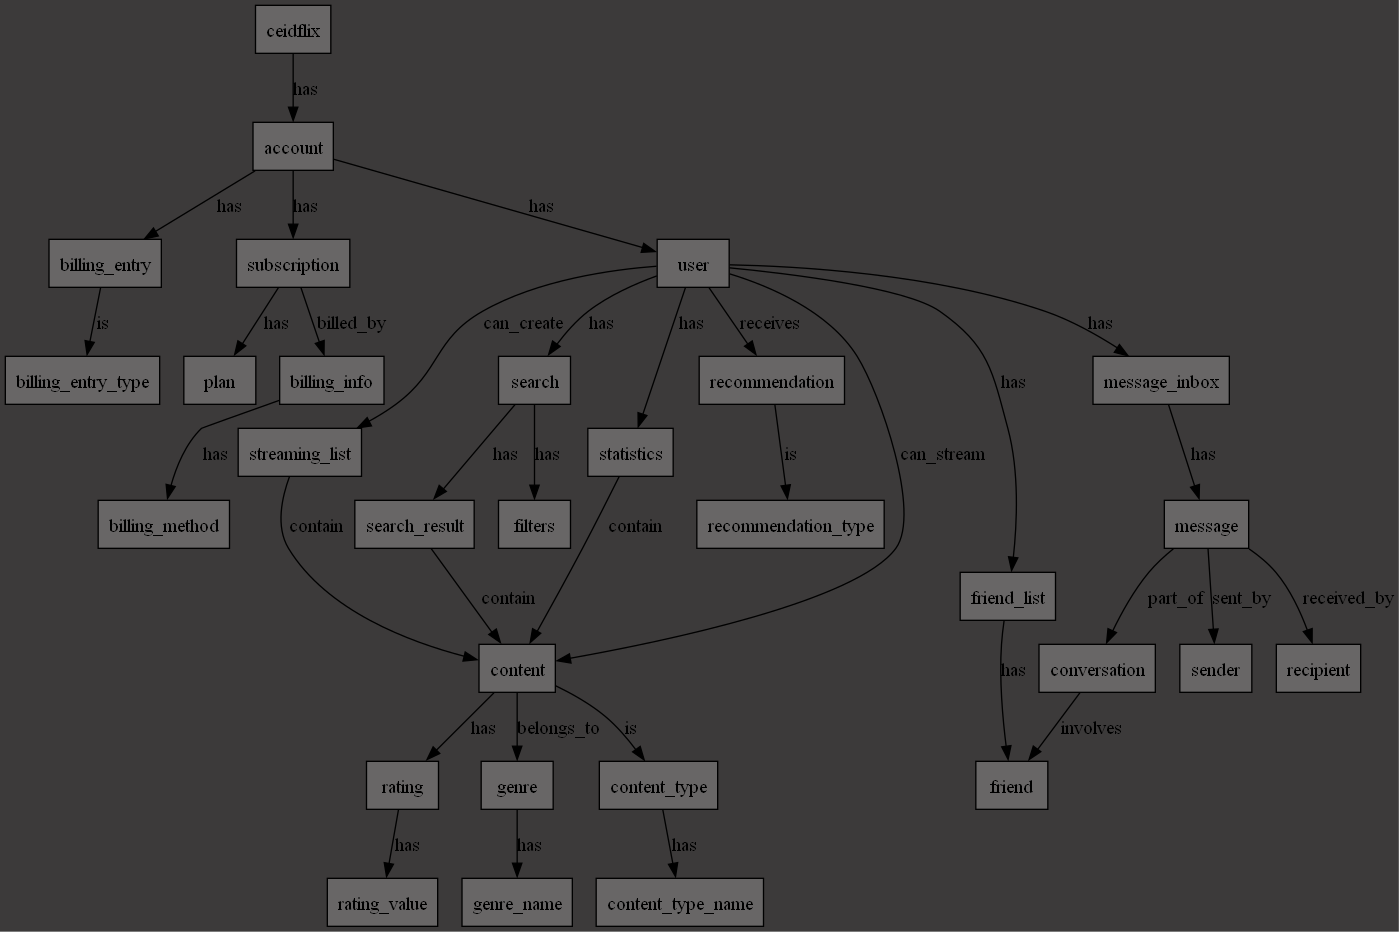 ceidflix
has
account
has
has
has
billing_entry
subscription
user
is
has
billed_by
can_create
has
has
receives
has
billing_entry_type
plan
billing_info
search
recommendation
has
message_inbox
has
streaming_list
has
has
statistics
is
can_stream
has
billing_method
contain
search_result
filters
contain
recommendation_type
message
contain
friend_list
part_of
sent_by
received_by
content
has
conversation
sender
recipient
has
belongs_to
is
involves
rating
genre
content_type
friend
has
has
has
rating_value
genre_name
content_type_name